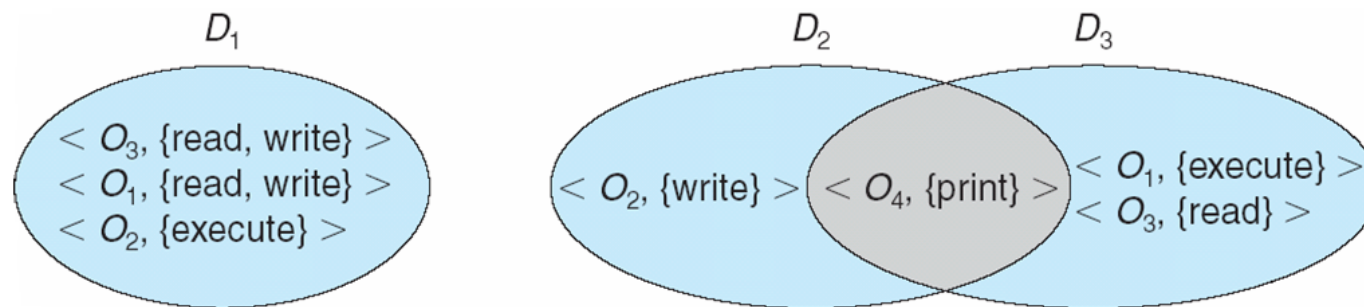 D₁
D₂
D₃
< O₃, {read, write} >
< O₁, {read, write} >
< O₂, {execute} >
< O₂, {write} >
< O₄, {print} >
< O₁, {execute} >
< O₃, {read} >